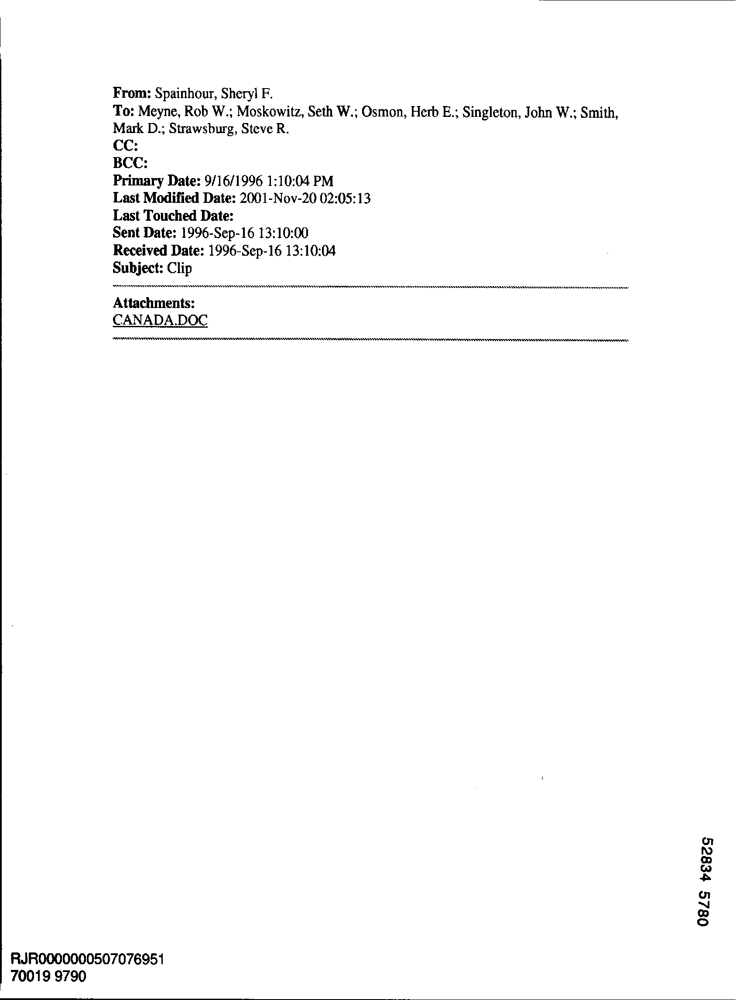 From: Spainhour, Sheryl F.
To: Meyne, Rob W.; Moskowitz, Seth W.; Osmon, Herb E.; Singleton, John W.; Smith,
Mark D.; Strawsburg, Steve R.
CC:
BCC:
Primary Date: 9/16/1996 1:10:04 PM
Last Modified Date: 2001-Nov-20 02:05:13
Last Touched Date:
Sent Date: 1996-Sep-16 13:10:00
Received Date: 1996-Sep-16 13:10:04
Subject: Clip
Attachments:
CANADA.DOC
52834 5780
RJR0000000507076951
70019 9790